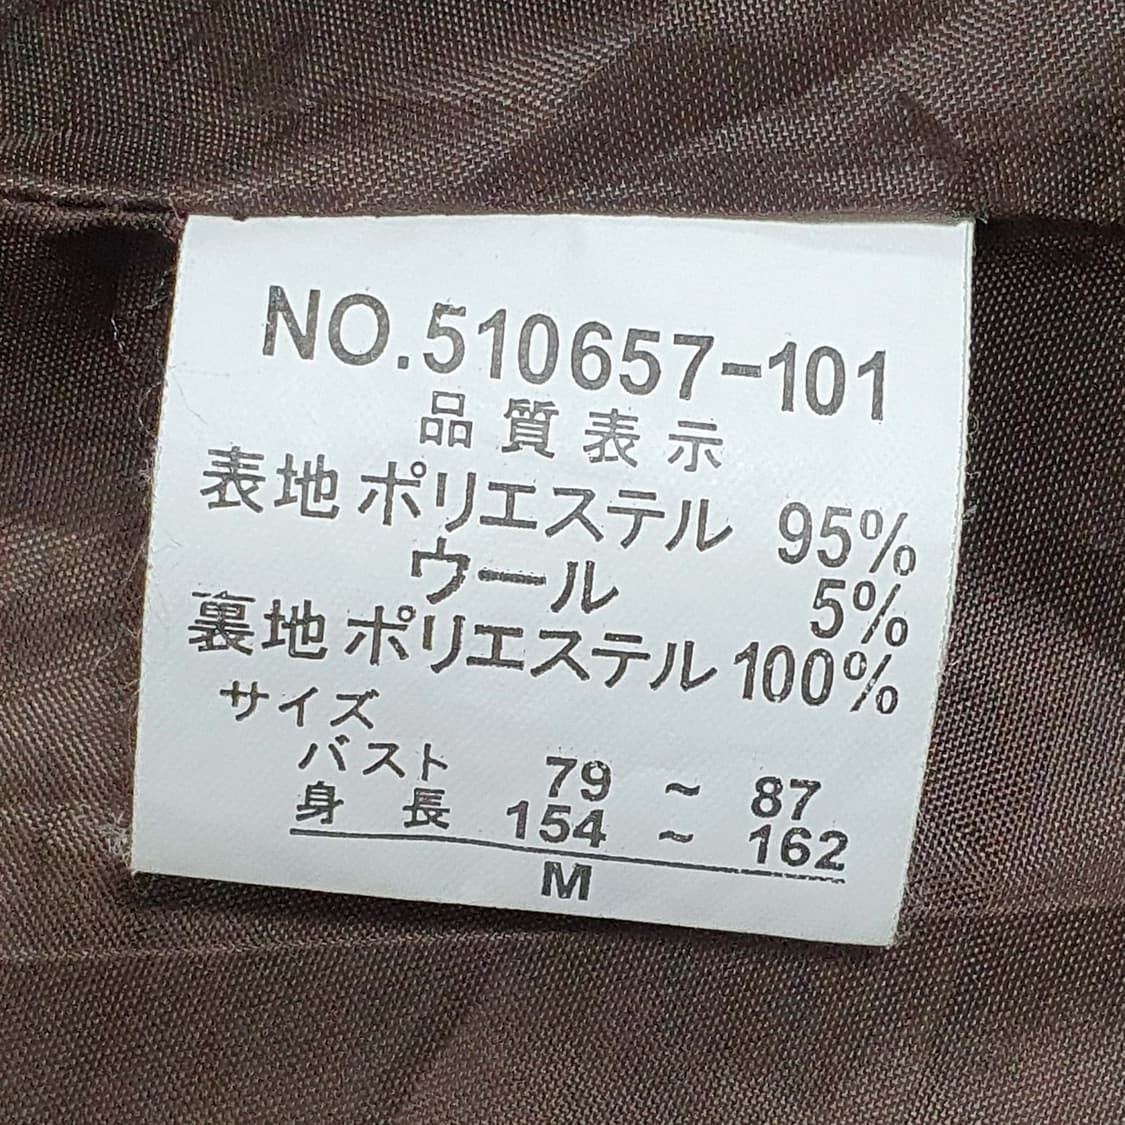 NO.510657-101
品質表示
表地 ポリエステル 95%
ウール 5%
裏地 ポリエステル 100%
サイズ
バスト 79 ~ 87
身長 154 ~ 162
M